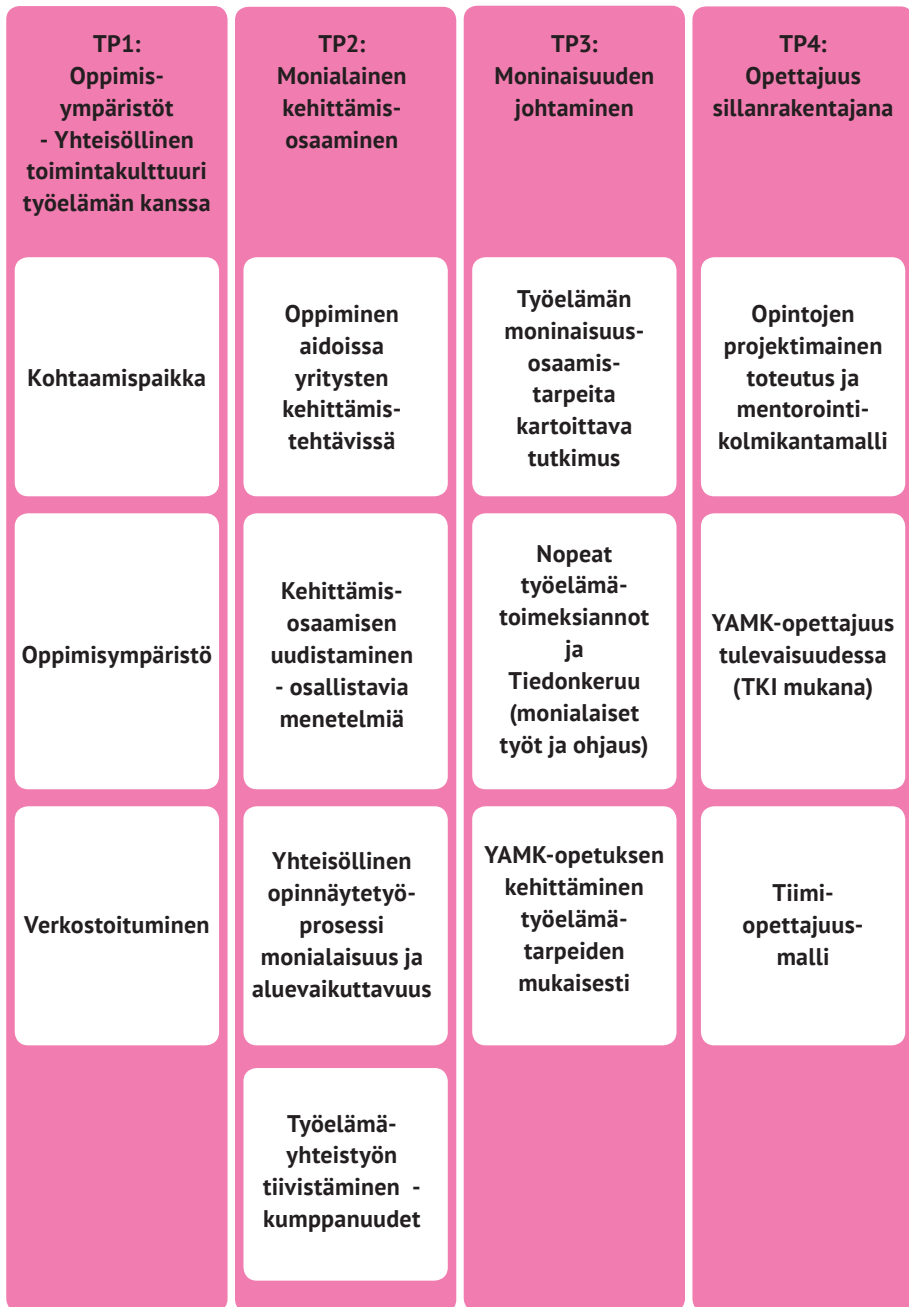 TP1:
Oppimis-
ympäristöt
- Yhteisöllinen
toimintakulttuuri
työelämän kanssa
Kohtaamispaikka
Oppimisympäristö
Verkostoituminen
TP2:
Monialainen
kehittämis-
osaaminen
Oppiminen
aidoissa
yritysten
kehittämis-
tehtävissä
Kehittämis-
osaamisen
uudistaminen
- osallistavia
menetelmiä
Yhteisöllinen
opinnäytetyö-
prosessi
monialaisuus ja
aluevaikuttavuus
Työelämä-
yhteistyön
tiivistäminen -
kumppanuudet
TP3:
Moninaisuuden
johtaminen
Työelämän
moninaisuus-
osaamis-
tarpeita
kartoittava
tutkimus
Nopeat
työelämä-
toimeksiannot
ja
Tiedonkeruu
(monialaiset
työt ja ohjaus)
YAMK-opetuksen
kehittäminen
työelämä-
tarpeiden
mukaisesti
TP4:
Opettajuus
sillanrakentajana
Opintojen
projektimainen
toteutus ja
mentorointi-
kolmikantamalli
YAMK-opettajuus
tulevaisuudessa
(TKI mukana)
Tiimi-
opettajuus-
malli